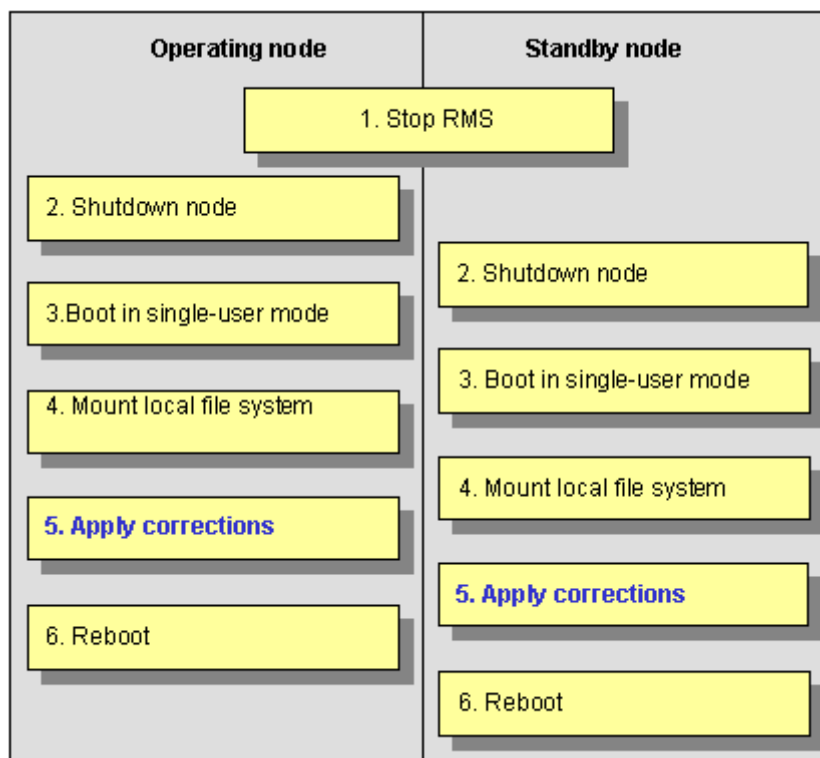 Operating node
Standby node
1. Stop RMS
2. Shutdown node
2. Shutdown node
3.Boot in single-user mode
3. Boot in single-user mode
4. Mount local file system
4. Mount local file system
5. Apply corrections
5. Apply corrections
6. Reboot
6. Reboot